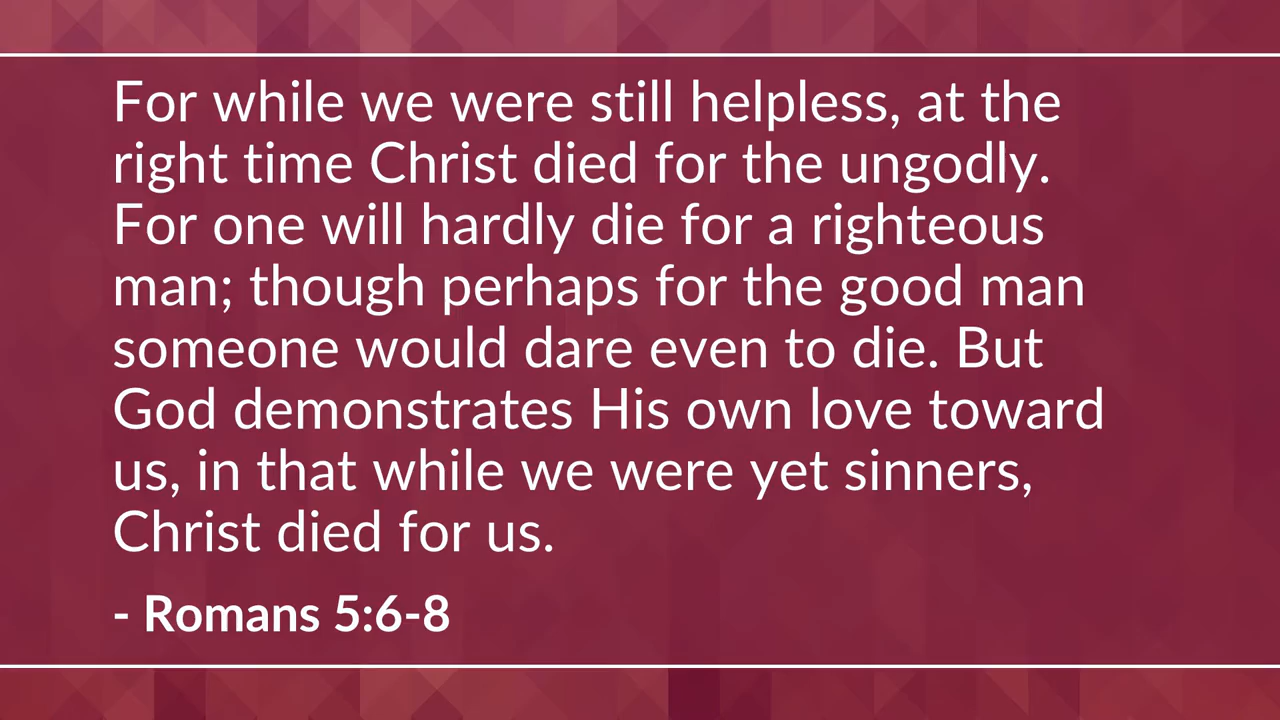 For while we were still helpless, at the
right time Christ died for the ungodly.
For one will hardly die for a righteous
man; though perhaps for the good man
someone would dare even to die. But
God demonstrates His own love toward
us, in that while we were yet sinners,
Christ died for us.
- Romans 5:6-8